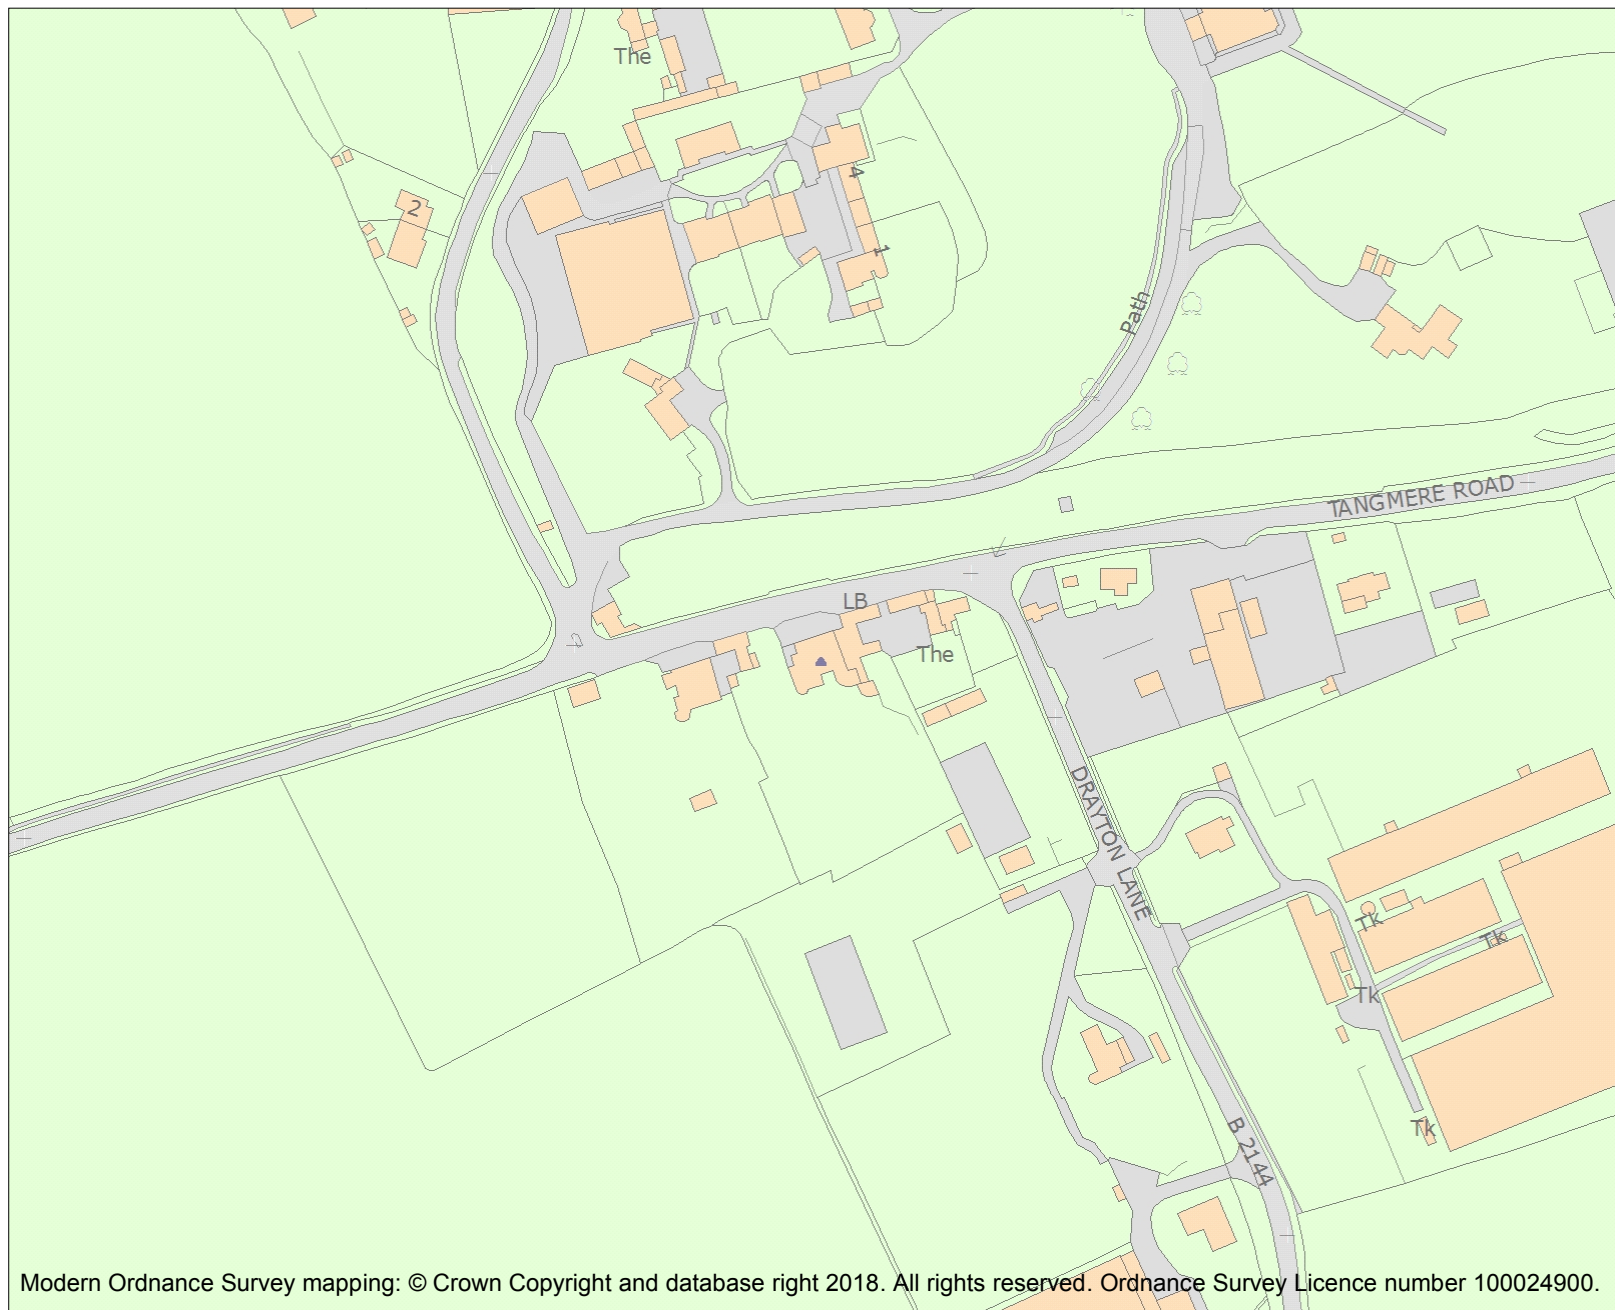 The
4
2
1
Path
TANGMERE ROAD
LB
The
DRAYTON LANE
Tk
Tk
Tk
B 2144
Tk
Modern Ordnance Survey mapping: © Crown Copyright and database right 2018. All rights reserved. Ordnance Survey Licence number 100024900.